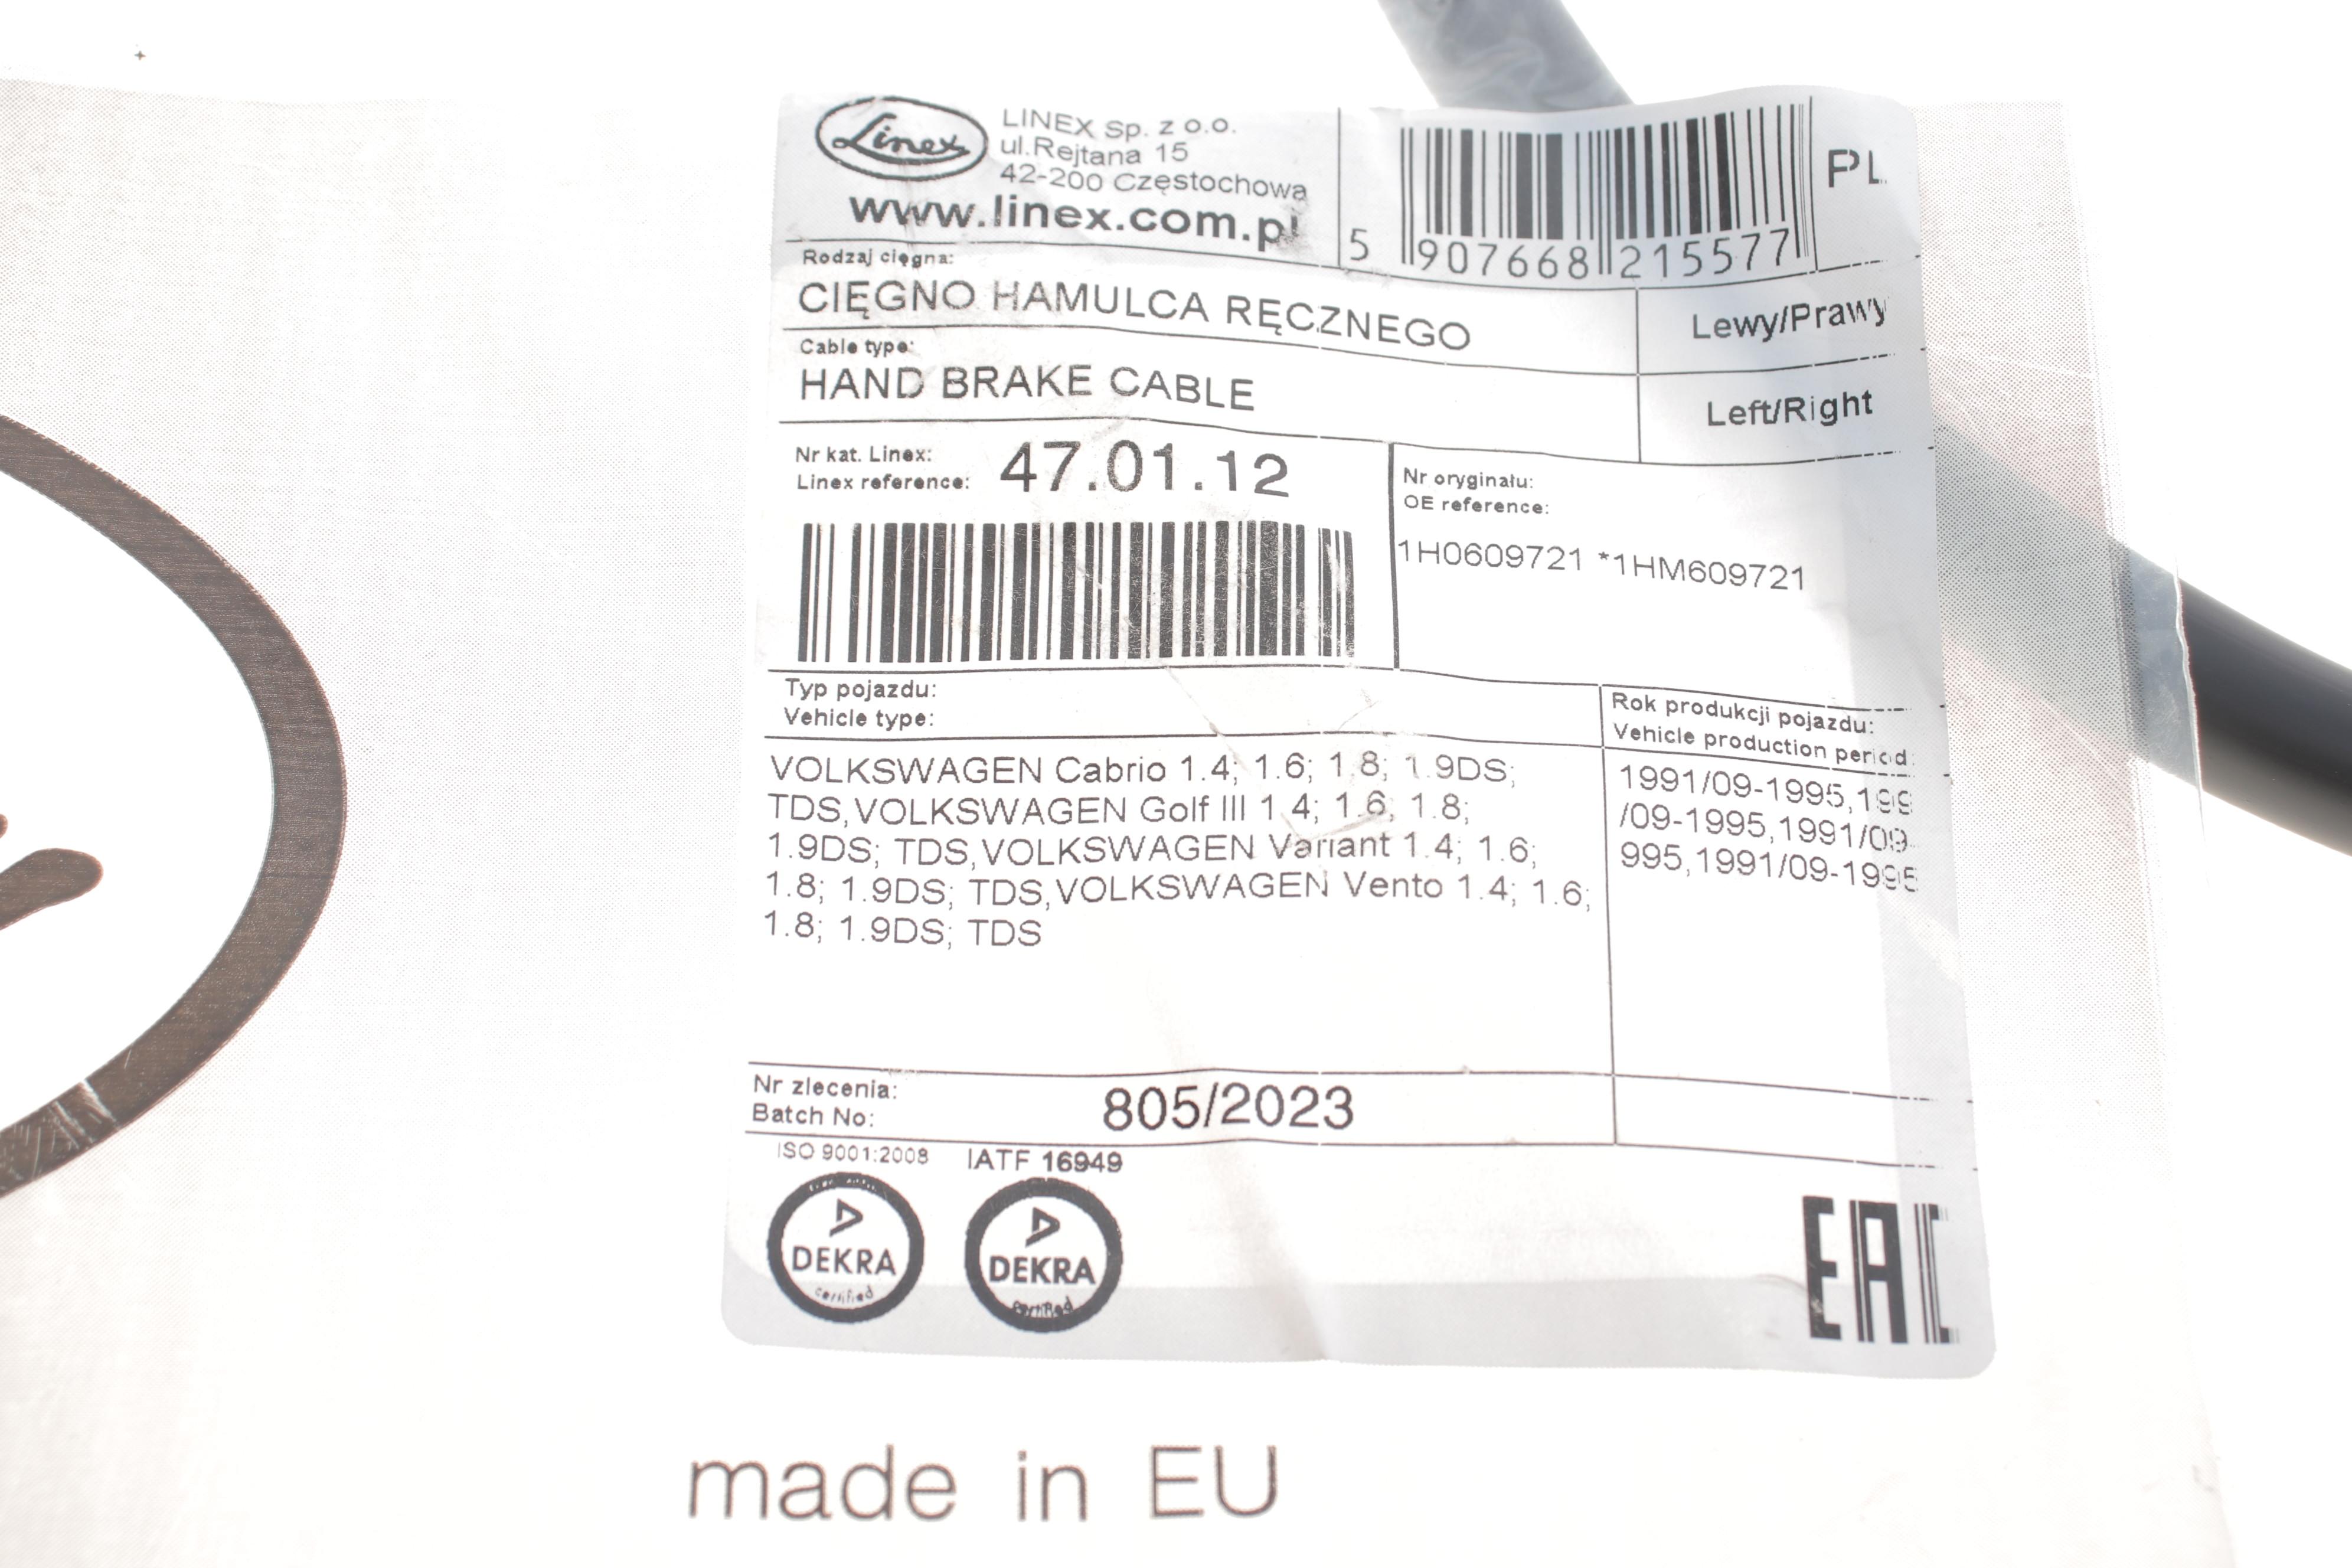 Linex
LINEX Sp. z o.o.
ul.Rejtana 15
42-200 Częstochowa
www.linex.com.pl
5 907668 215577
PL
Rodzaj cięgna:
CIĘGNO HAMULCA RĘCZNEGO
Lewy/Prawy
Cable type:
HAND BRAKE CABLE
Left/Right
Nr kat. Linex:
Linex reference: 47.01.12
Nr oryginału:
OE reference:
1H0609721 *1HM609721
Typ pojazdu:
Vehicle type:
Rok produkcji pojazdu:
Vehicle production period:
VOLKSWAGEN Cabrio 1.4; 1.6; 1.8; 1.9DS;
TDS,VOLKSWAGEN Golf III 1.4; 1.6; 1.8;
1.9DS; TDS,VOLKSWAGEN Variant 1.4; 1.6;
1.8; 1.9DS; TDS,VOLKSWAGEN Vento 1.4; 1.6;
1.8; 1.9DS; TDS
1991/09-1995,199
/09-1995,1991/09-
995,1991/09-1995
Nr zlecenia:
Batch No: 805/2023
ISO 9001:2008 IATF 16949
DEKRA
certified
DEKRA
certified
EAC
made in EU